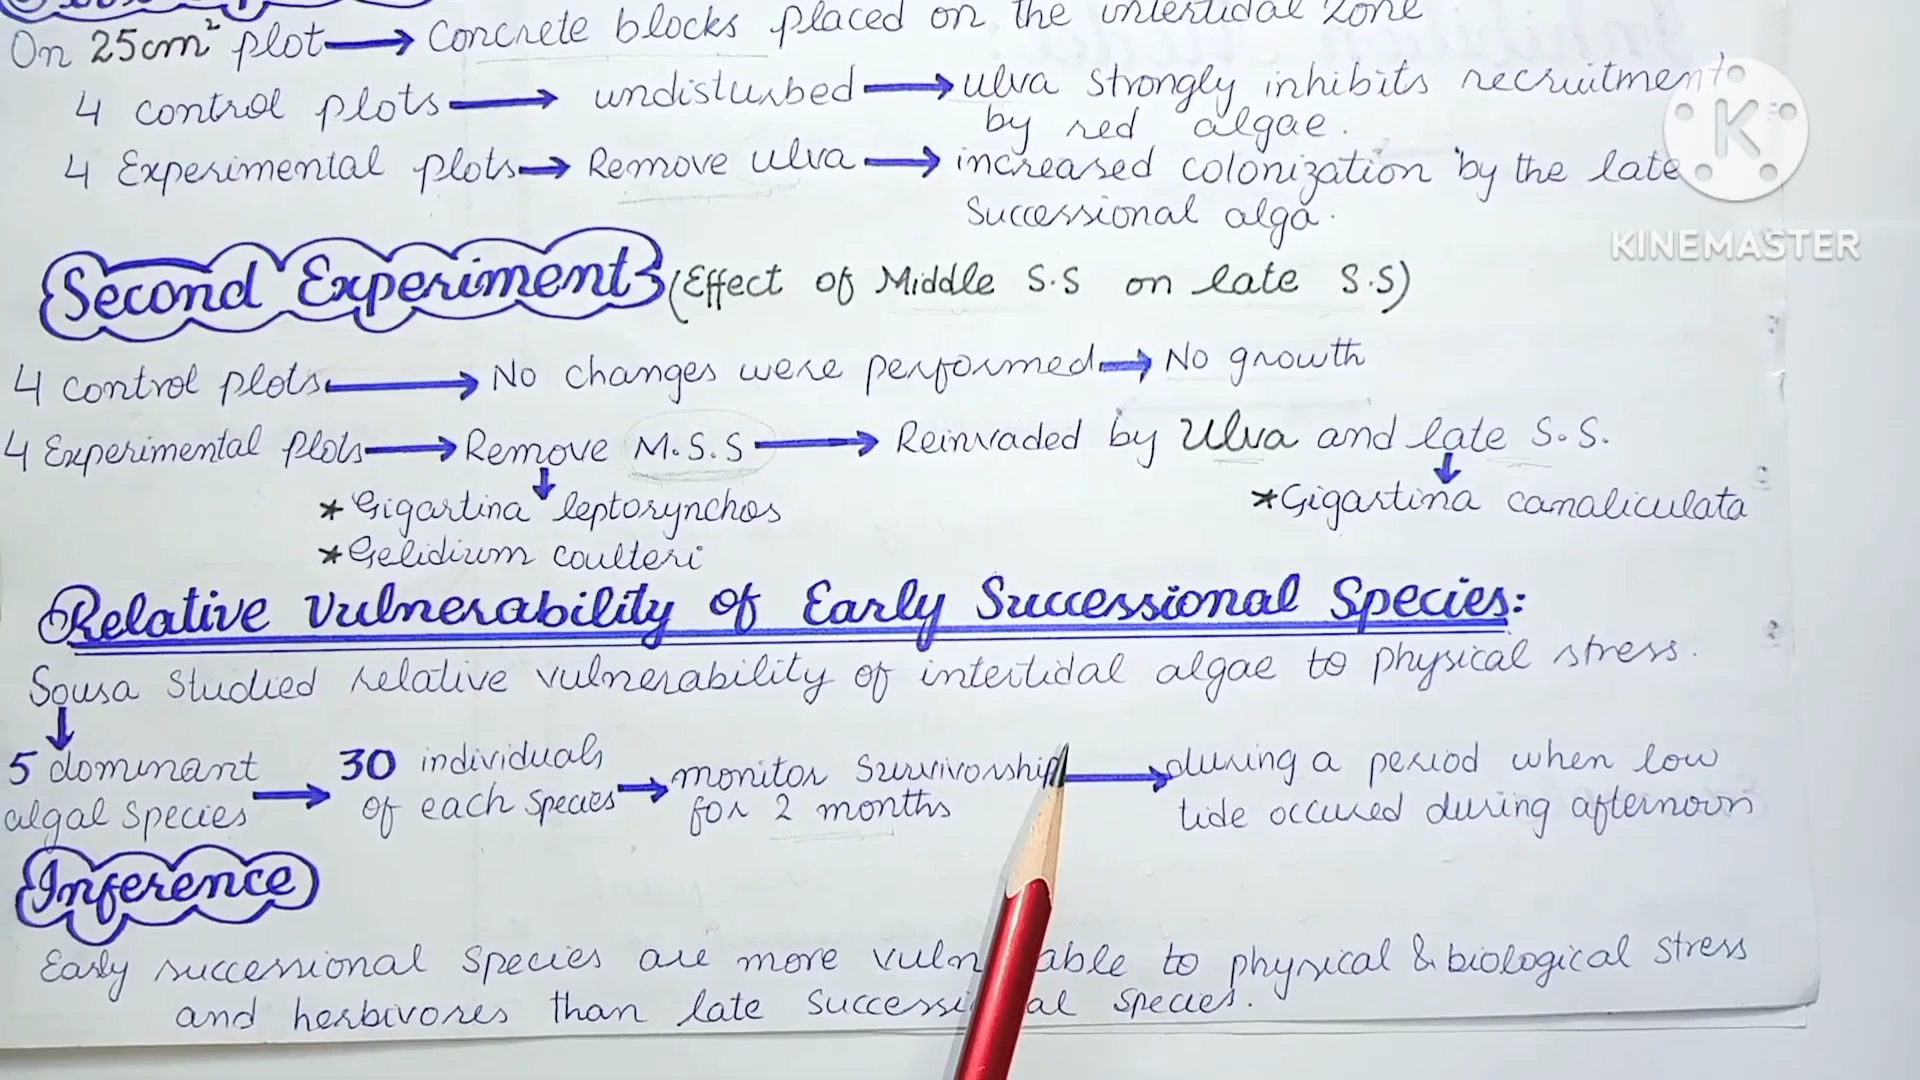 On 25cm² plot → Concrete blocks placed on the intertidal zone
4 control plots → undisturbed → ulva strongly inhibits recruitment
by red algae.
4 Experimental plots → Remove ulva → increased colonization by the late
Successional alga.
K
KINEMASTER
Second Experiment (Effect of Middle S.S on late S.S)
4 control plots → No changes were performed → No growth
4 Experimental plots → Remove M.S.S → Reinvaded by Ulva and late S.S.
* Gigartina leptorynchos
* Gigartina canaliculata
* Gelidium coulteri
Relative Vulnerability of Early Successional Species:
Sousa studied relative vulnerability of intertidal algae to physical stress.
5 dominant
algal species → 30 individuals
of each species → monitor survivorship
for 2 months → during a period when low
tide occured during afternoon
Inference
Early successional species are more vulnerable to physical & biological stress
and herbivores than late successional species.